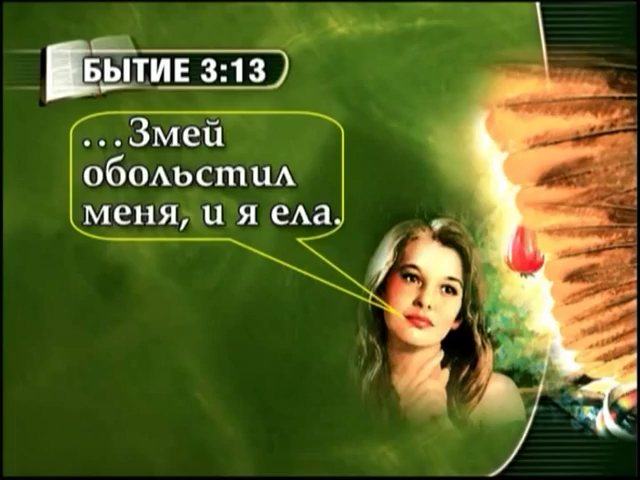 БЫТИЕ 3:13
...Змей
обольстил
меня, и я ела.